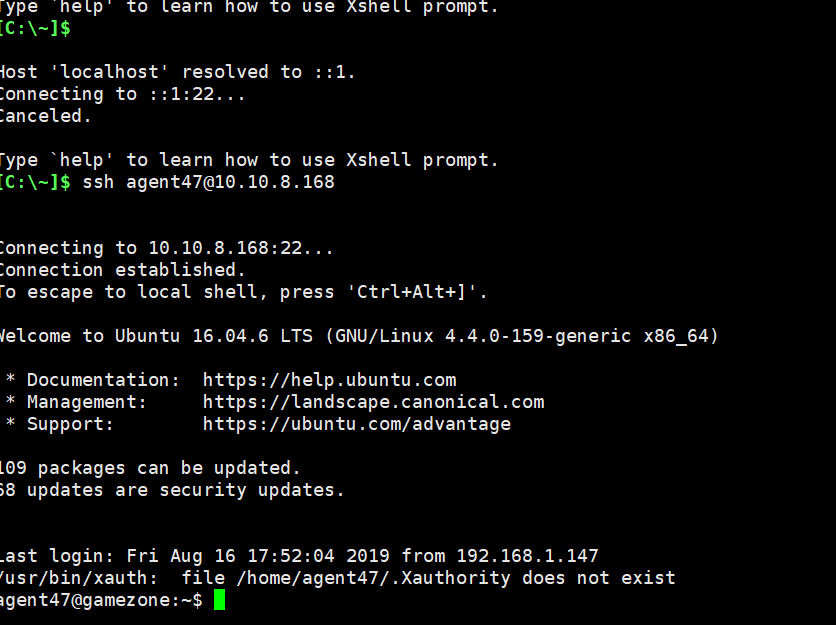 Type `help' to learn how to use Xshell prompt.
[C:\~]$
Host 'localhost' resolved to ::1.
Connecting to ::1:22...
Canceled.
Type `help' to learn how to use Xshell prompt.
[C:\~]$ ssh agent47@10.10.8.168
Connecting to 10.10.8.168:22...
Connection established.
To escape to local shell, press 'Ctrl+Alt+]'.
Welcome to Ubuntu 16.04.6 LTS (GNU/Linux 4.4.0-159-generic x86_64)
* Documentation:  https://help.ubuntu.com
* Management:     https://landscape.canonical.com
* Support:        https://ubuntu.com/advantage
109 packages can be updated.
68 updates are security updates.
Last login: Fri Aug 16 17:52:04 2019 from 192.168.1.147
/usr/bin/xauth:  file /home/agent47/.Xauthority does not exist
agent47@gamezone:~$